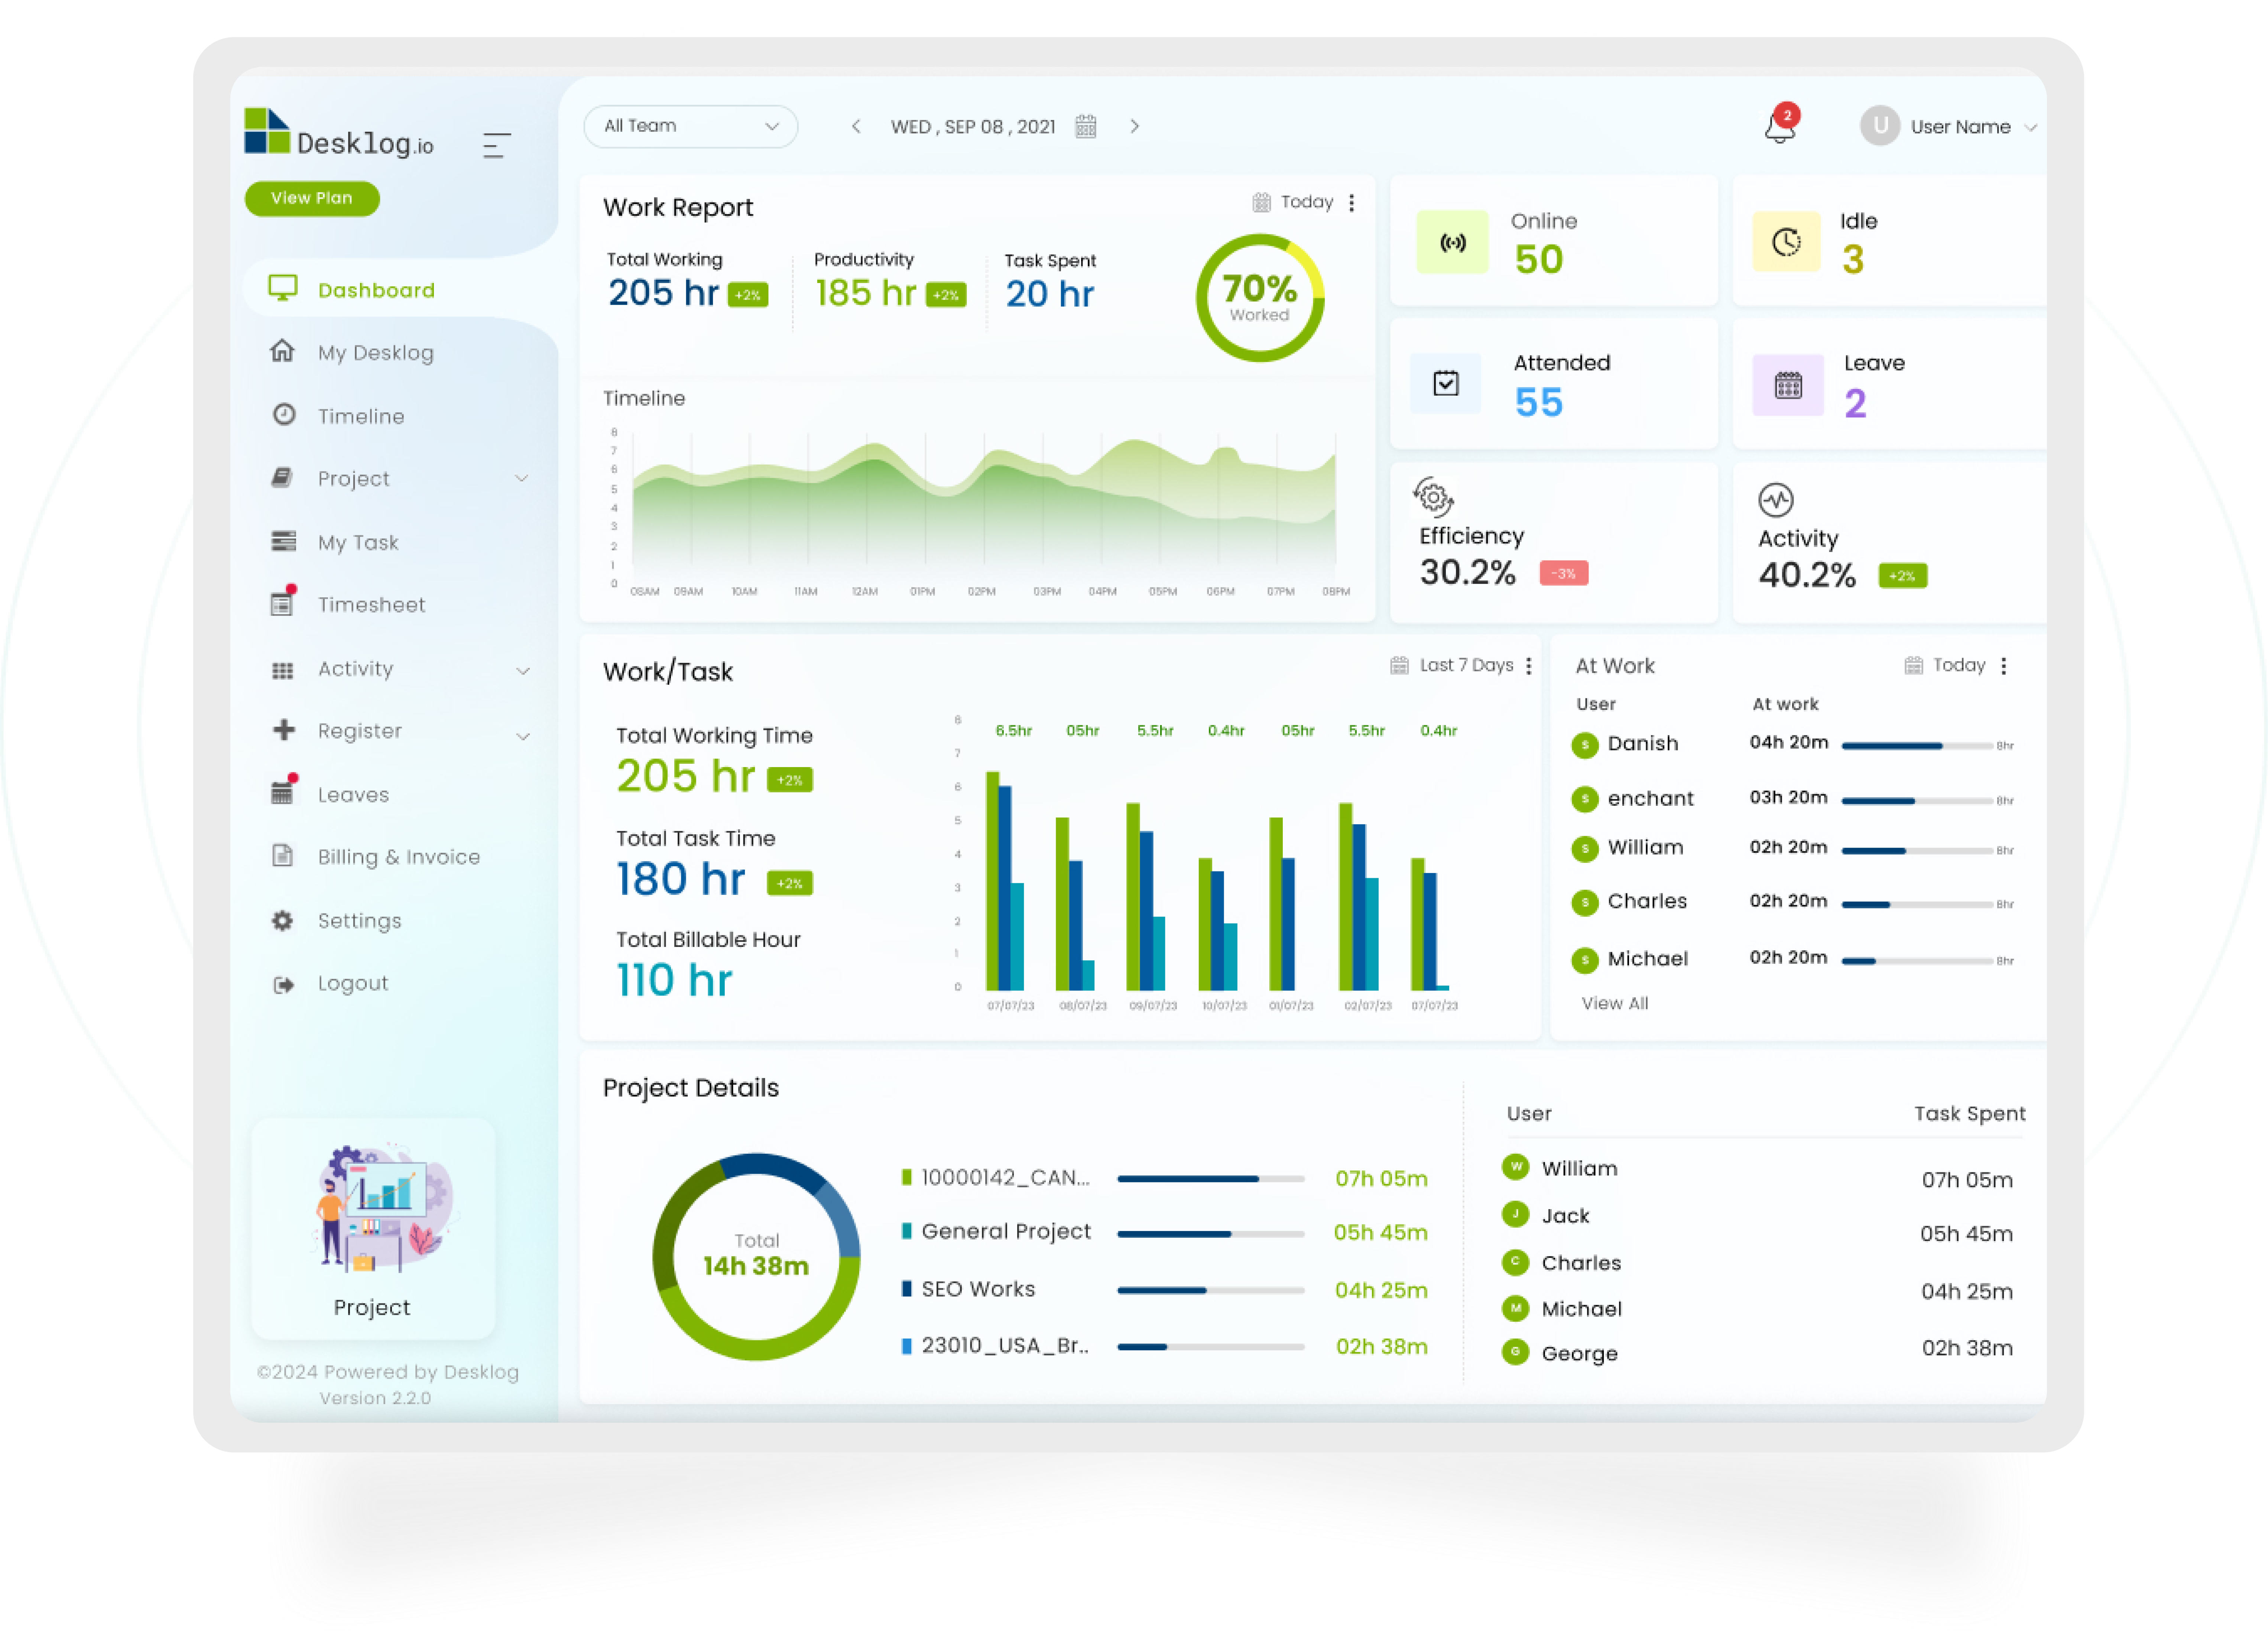 Desklog.io
View Plan
Dashboard
My Desklog
Timeline
Project
My Task
Timesheet
Activity
Register
Leaves
Billing & Invoice
Settings
Logout
Project
©2024 Powered by Desklog
Version 2.2.0
All Team
WED , SEP 08 , 2021
2
U User Name
Work Report
Today
Total Working
205 hr +2%
Productivity
185 hr +2%
Task Spent
20 hr
70%
Worked
Timeline
8
7
6
5
4
3
2
1
0
08AM 09AM 10AM 11AM 12AM 01PM 02PM 03PM 04PM 05PM 06PM 07PM 08PM
Online
50
Idle
3
Attended
55
Leave
2
Efficiency
30.2% -3%
Activity
40.2% +2%
Work/Task
Last 7 Days
Total Working Time
205 hr +2%
Total Task Time
180 hr +2%
Total Billable Hour
110 hr
8
7
6
5
4
3
2
1
0
6.5hr 05hr 5.5hr 0.4hr 05hr 5.5hr 0.4hr
07/07/23 08/07/23 09/07/23 10/07/23 01/07/23 02/07/23 07/07/23
At Work
Today
User At work
S Danish 04h 20m 8hr
S enchant 03h 20m 8hr
S William 02h 20m 8hr
S Charles 02h 20m 8hr
S Michael 02h 20m 8hr
View All
Project Details
Total
14h 38m
10000142_CAN... 07h 05m
General Project 05h 45m
SEO Works 04h 25m
23010_USA_Br.. 02h 38m
User Task Spent
W William 07h 05m
J Jack 05h 45m
C Charles 04h 25m
M Michael
G George 02h 38m